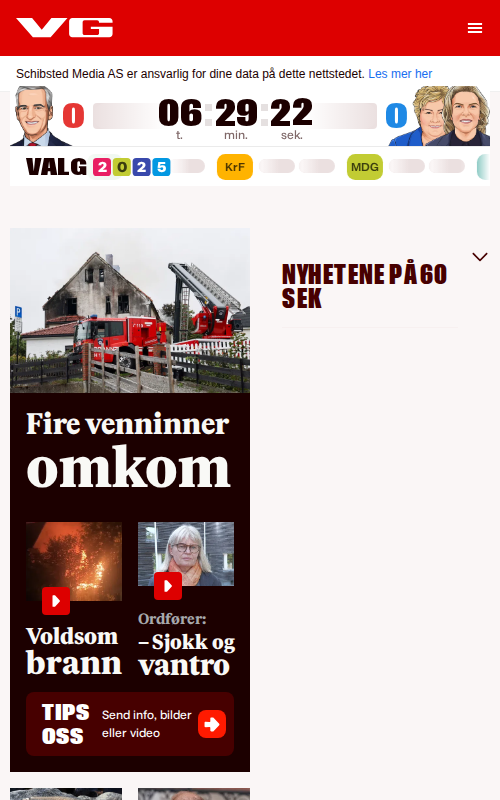 VG
Schibsted Media AS er ansvarlig for dine data på dette nettstedet. Les mer her
0 06:29:22 0
t. min. sek.
VALG 2025 KrF MDG
NYHETENE PÅ 60
SEK
Fire venninner
omkom
Ordfører:
Voldsom
brann
– Sjokk og
vantro
TIPS
OSS
Send info, bilder
eller video